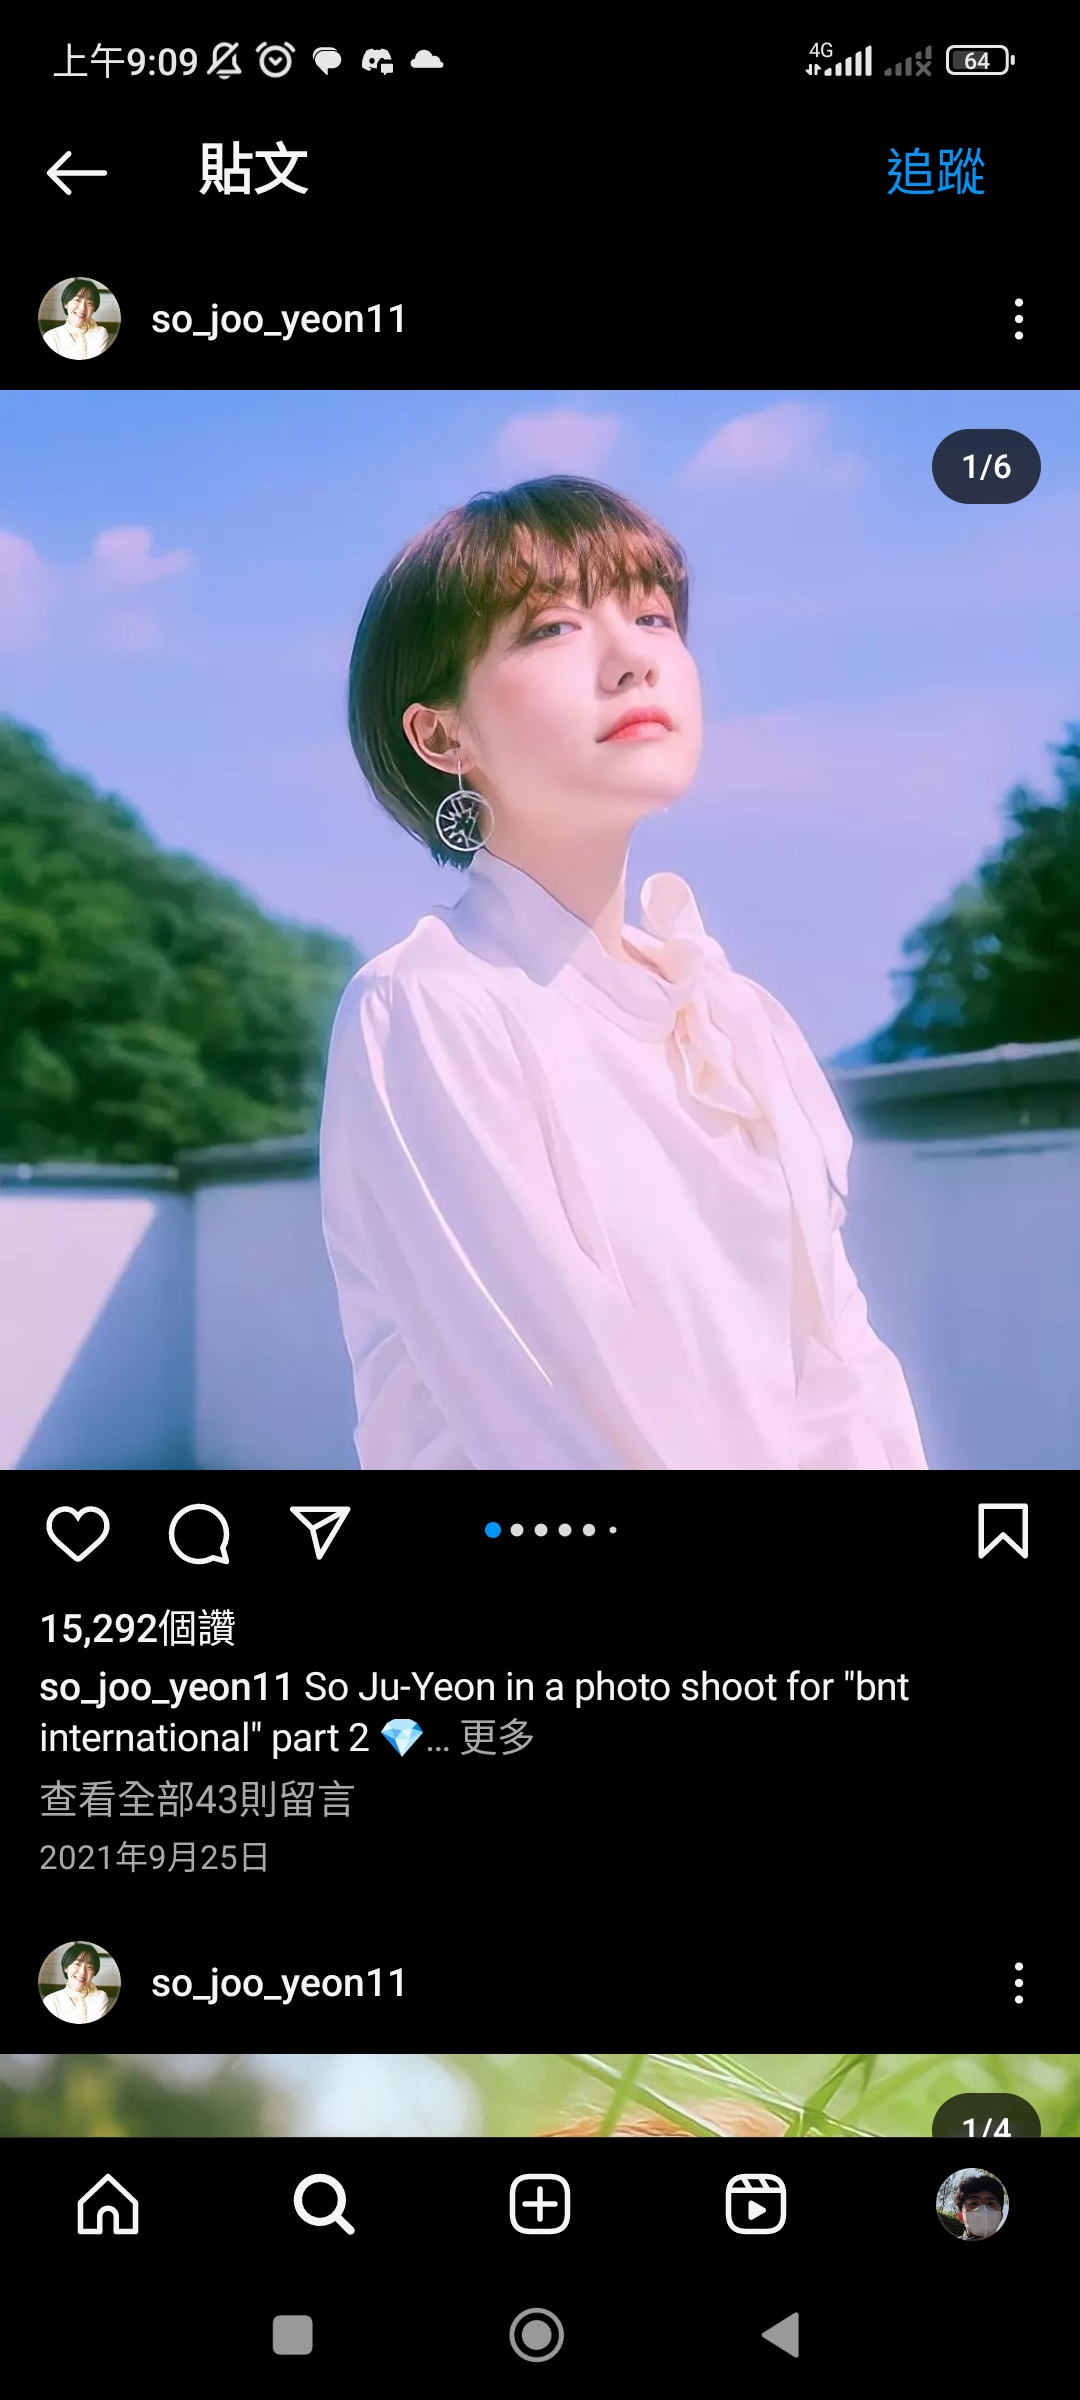 上午9:09 4G 64
貼文 追蹤
so_joo_yeon11
1/6
15,292個讚
so_joo_yeon11 So Ju-Yeon in a photo shoot for "bnt
international" part 2 💎... 更多
查看全部43則留言
2021年9月25日
so_joo_yeon11
1/4